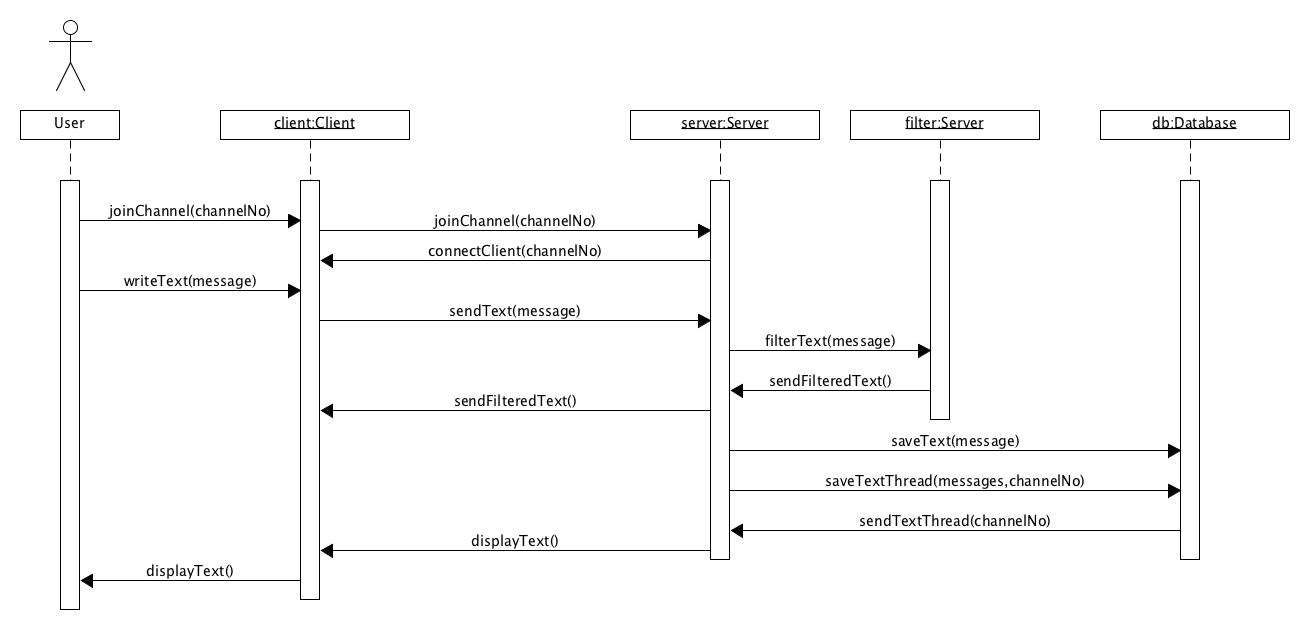 User
client:Client
server:Server
filter:Server
db:Database
joinChannel(channelNo)
joinChannel(channelNo)
connectClient(channelNo)
writeText(message)
sendText(message)
filterText(message)
sendFilteredText()
sendFilteredText()
saveText(message)
saveTextThread(messages,channelNo)
sendTextThread(channelNo)
displayText()
displayText()